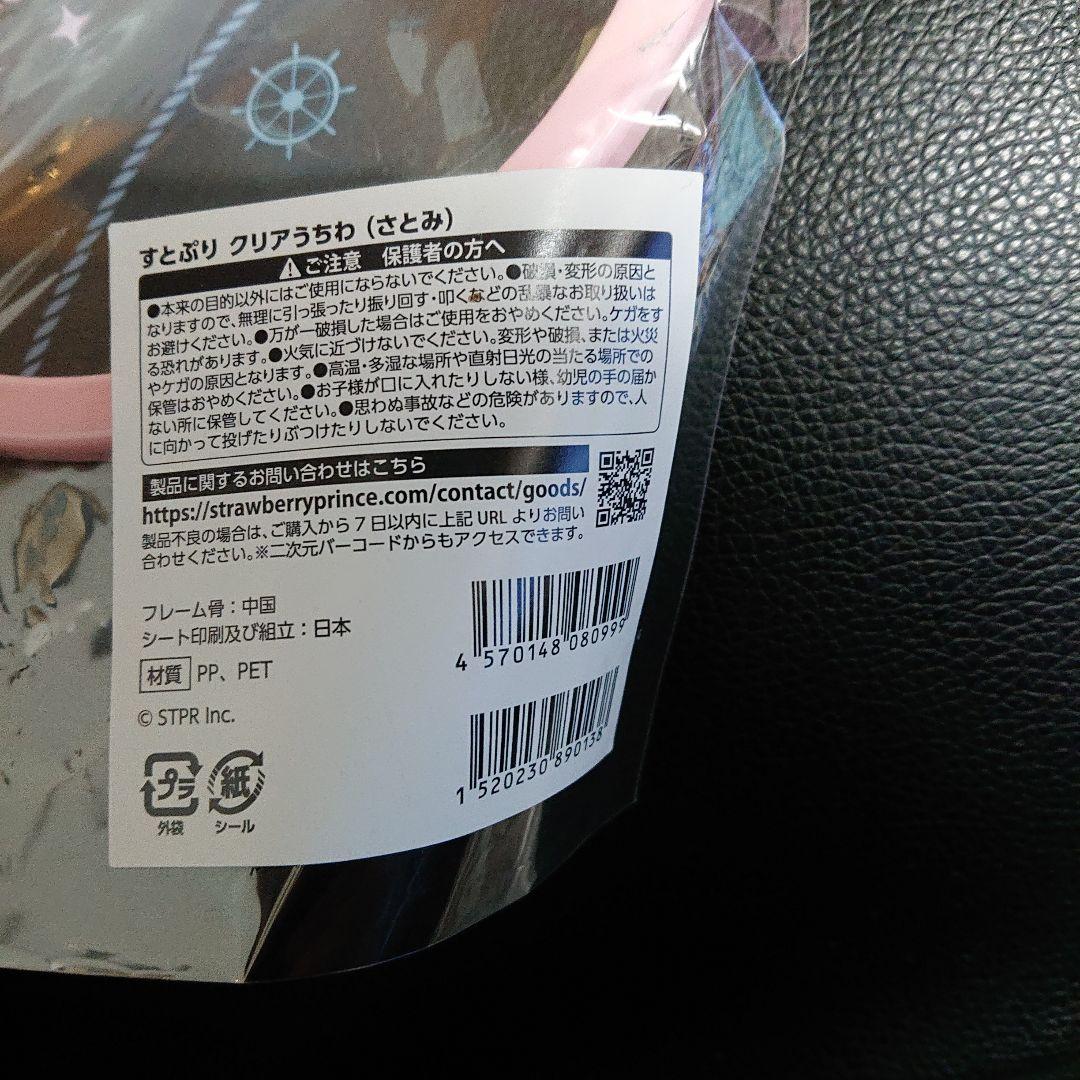 すとぷり クリアうちわ（さとみ）
ご注意 保護者の方へ
●本来の目的以外にはご使用にならないでください。●破損・変形の原因と
なりますので、無理に引っ張ったり振り回す・叩くなどの乱暴なお取り扱いは
お避けください。●万が一破損した場合はご使用をおやめください。ケガをす
る恐れがあります。●火気に近づけないでください。変形や破損、または火災
やケガの原因となります。●高温・多湿な場所や直射日光の当たる場所での
保管はおやめください。●お子様が口に入れたりしない様、幼児の手の届か
ない所に保管してください。●思わぬ事故などの危険がありますので、人
に向かって投げたりぶつけたりしないでください。
製品に関するお問い合わせはこちら
https://strawberryprince.com/contact/goods/
製品不良の場合は、ご購入から7日以内に上記URLよりお問い
合わせください。※二次元バーコードからもアクセスできます。
フレーム骨：中国
シート印刷及び組立：日本
材質 PP、PET
© STPR Inc.
4 570148 080999
1 520230 890138
プラ 紙
外袋 シール